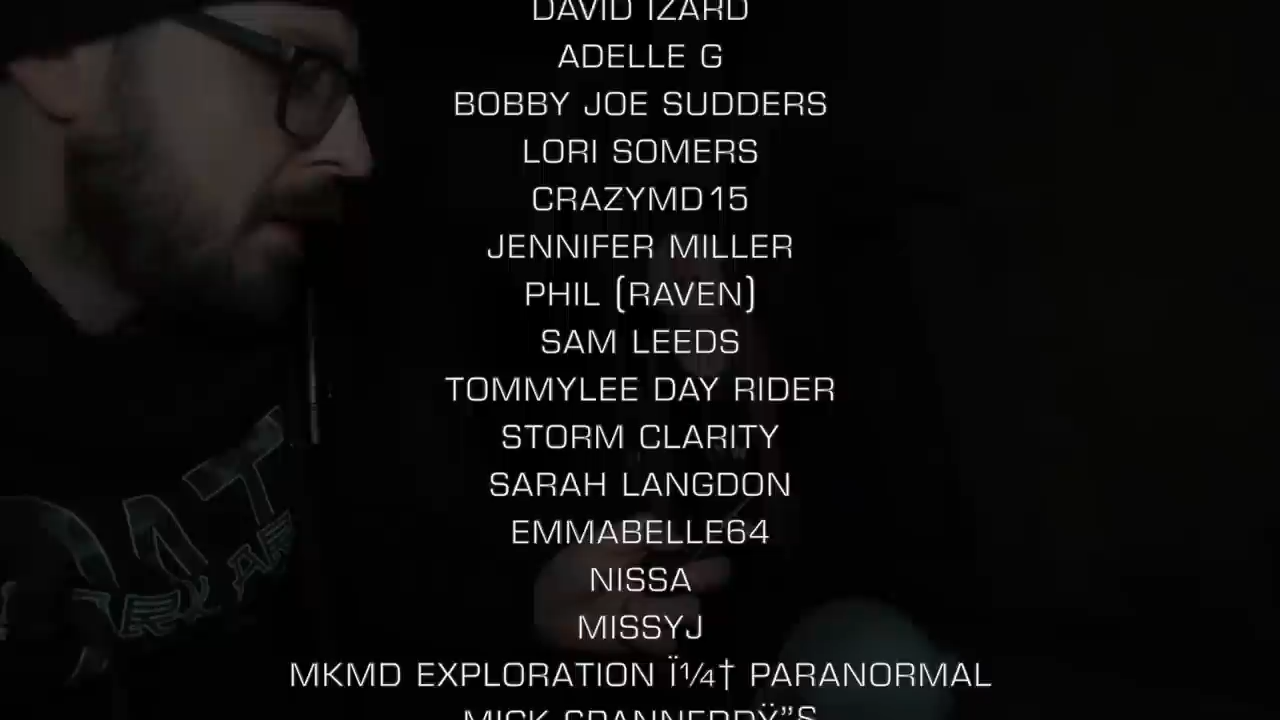 DAVID IZARD
ADELLE G
BOBBY JOE SUDDERS
LORI SOMERS
CRAZYMD15
JENNIFER MILLER
PHIL (RAVEN)
SAM LEEDS
TOMMYLEE DAY RIDER
STORM CLARITY
SARAH LANGDON
EMMABELLE64
NISSA
MISSYJ
MKMD EXPLORATION Ï¼† PARANORMAL
MICK